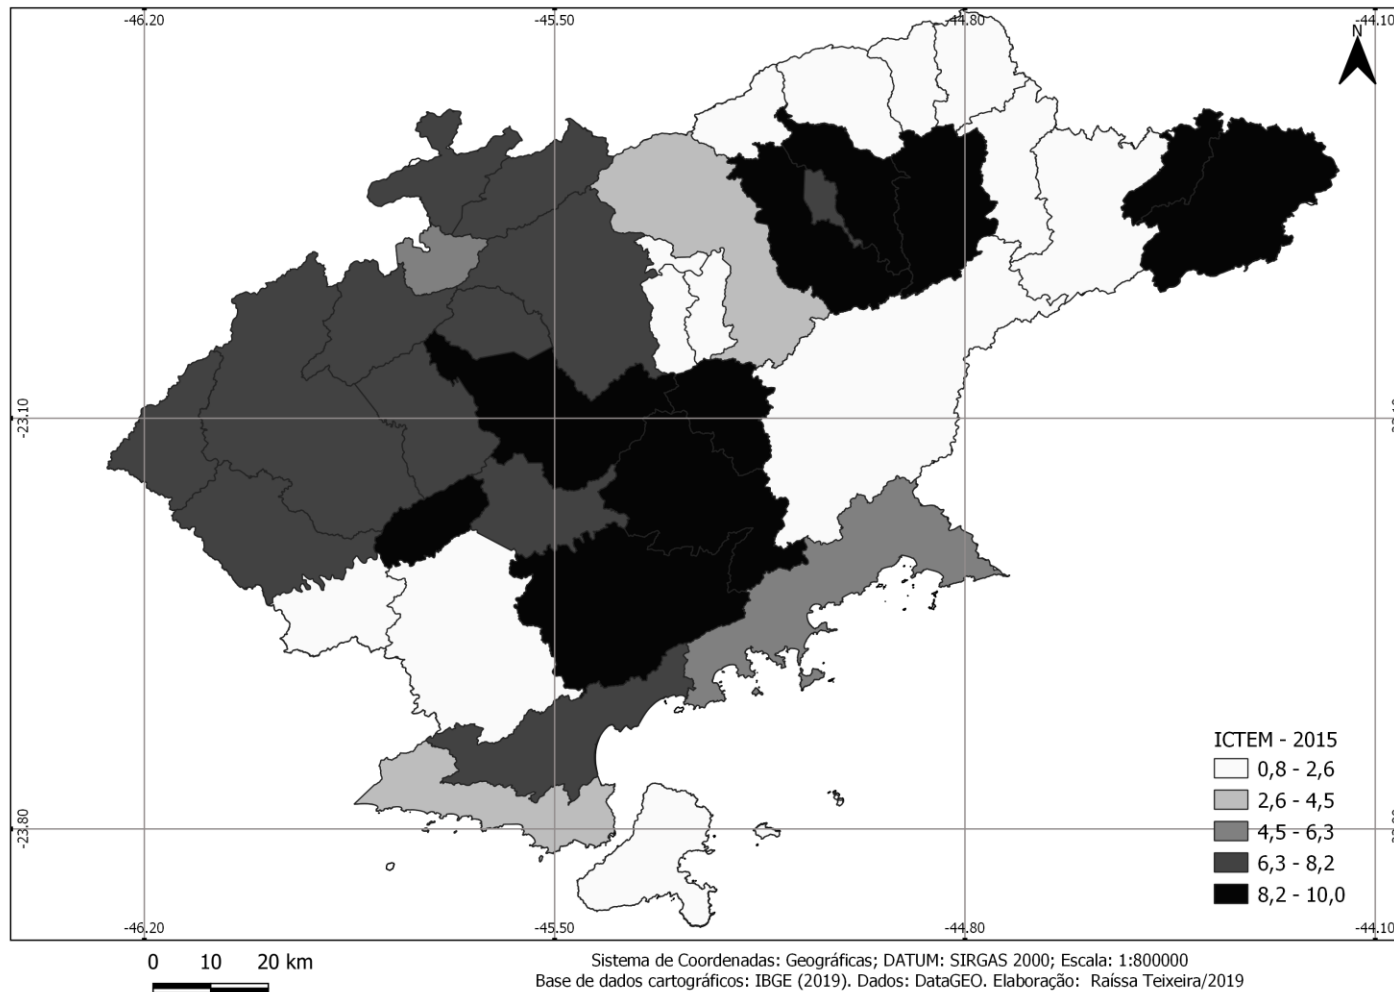 -46.20 -45.50 -44.80 -44.10
N
-23.10
-23.80
ICTEM - 2015
0,8 - 2,6
2,6 - 4,5
4,5 - 6,3
6,3 - 8,2
8,2 - 10,0
-46.20 -45.50 -44.80 -44.10
0 10 20 km
Sistema de Coordenadas: Geográficas; DATUM: SIRGAS 2000; Escala: 1:800000
Base de dados cartográficos: IBGE (2019). Dados: DataGEO. Elaboração: Raíssa Teixeira/2019